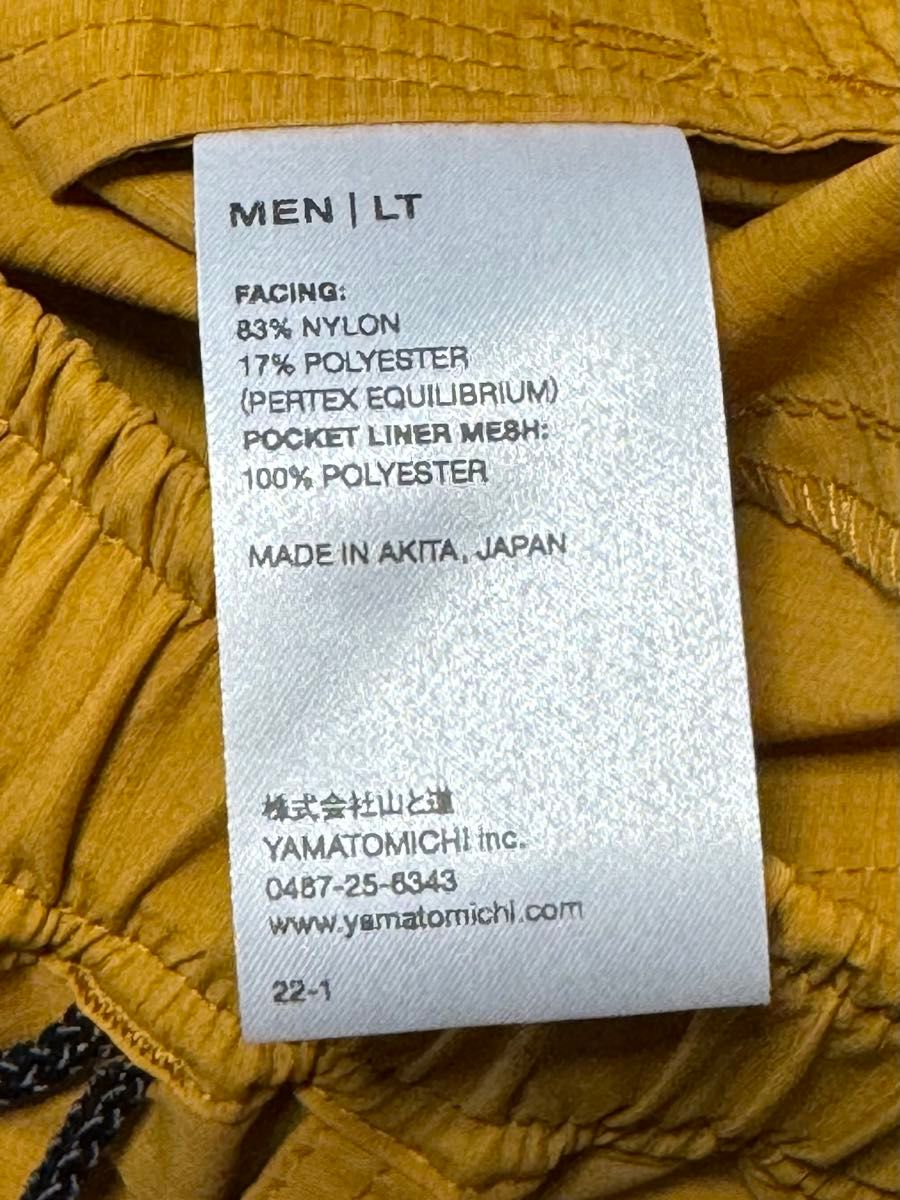 MEN | LT
FACING:
83% NYLON
17% POLYESTER
(PERTEX EQUILIBRIUM)
POCKET LINER MESH:
100% POLYESTER
MADE IN AKITA, JAPAN
株式会社山と道
YAMATOMICHI Inc.
0467-25-6343
www.yamatomichi.com
22-1